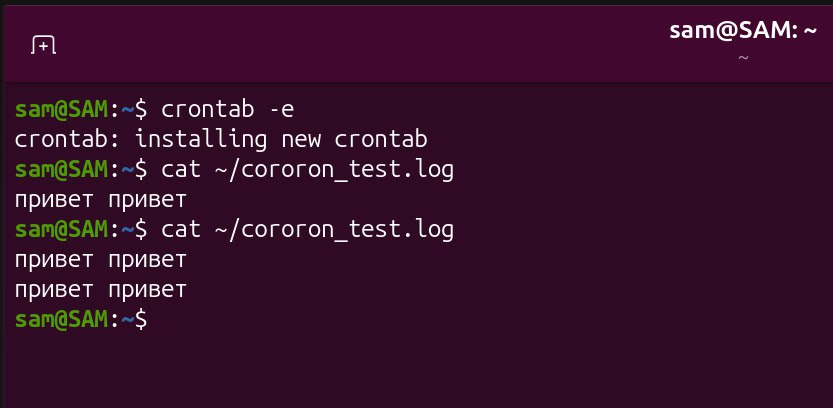 sam@SAM: ~
~
sam@SAM:~$ crontab -e
crontab: installing new crontab
sam@SAM:~$ cat ~/cororon_test.log
привет привет
sam@SAM:~$ cat ~/cororon_test.log
привет привет
привет привет
sam@SAM:~$